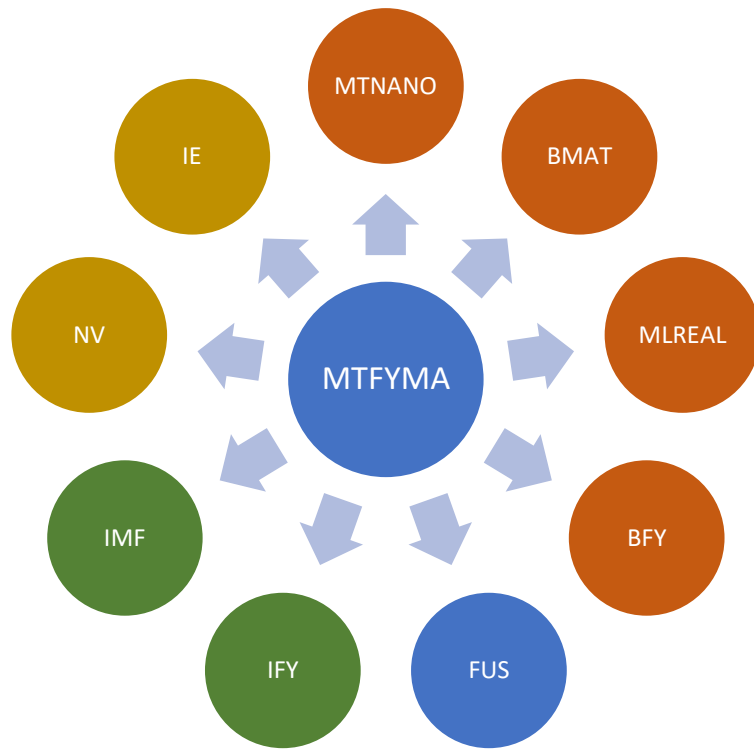 MTNANO
BMAT
MLREAL
BFY
FUS
IFY
IMF
NV
IE
MTFYMA